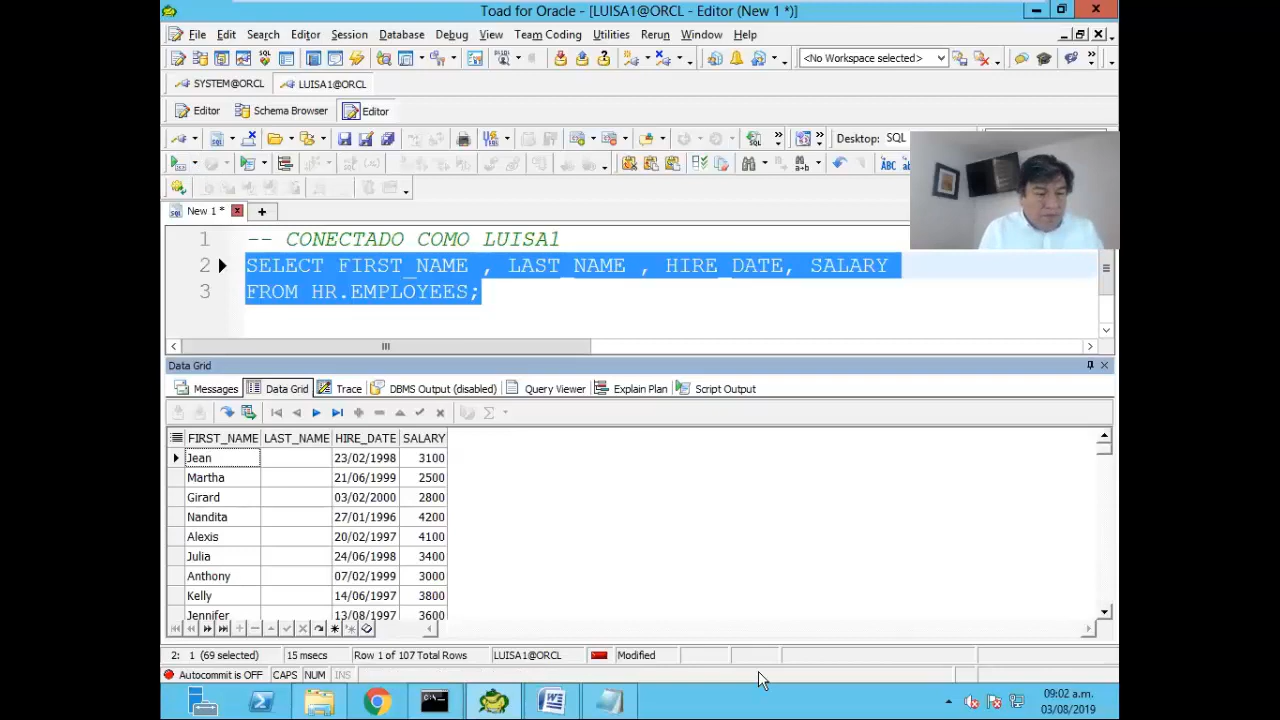 Toad for Oracle - [LUISA1@ORCL - Editor (New 1 *)]
File Edit Search Editor Session Database Debug View Team Coding Utilities Rerun Window Help
<No Workspace selected>
SYSTEM@ORCL LUISA1@ORCL
Editor Schema Browser Editor
Desktop: SQL
New 1 *
1 -- CONECTADO COMO LUISA1
2 SELECT FIRST_NAME , LAST_NAME , HIRE_DATE, SALARY
3 FROM HR.EMPLOYEES;
Data Grid
Messages Data Grid Trace DBMS Output (disabled) Query Viewer Explain Plan Script Output
FIRST_NAME LAST_NAME HIRE_DATE SALARY
Jean 23/02/1998 3100
Martha 21/06/1999 2500
Girard 03/02/2000 2800
Nandita 27/01/1996 4200
Alexis 20/02/1997 4100
Julia 24/06/1998 3400
Anthony 07/02/1999 3000
Kelly 14/06/1997 3800
Jennifer 13/08/1997 3600
2: 1 (69 selected) 15 msecs Row 1 of 107 Total Rows LUISA1@ORCL Modified
Autocommit is OFF CAPS NUM INS
09:02 a.m.
03/08/2019